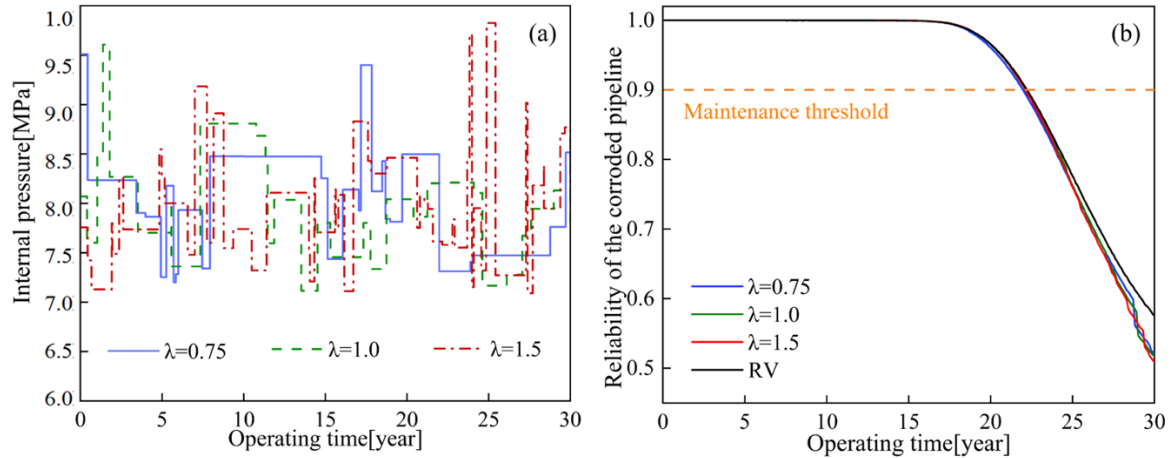 (a)
Internal pressure[MPa]
10.0
9.5
9.0
8.5
8.0
7.5
7.0
6.5
6.0
λ=0.75
λ=1.0
λ=1.5
0 5 10 15 20 25 30
Operating time[year]
(b)
Reliability of the corroded pipeline
1.0
0.9
0.8
0.7
0.6
0.5
Maintenance threshold
λ=0.75
λ=1.0
λ=1.5
RV
0 5 10 15 20 25 30
Operating time[year]